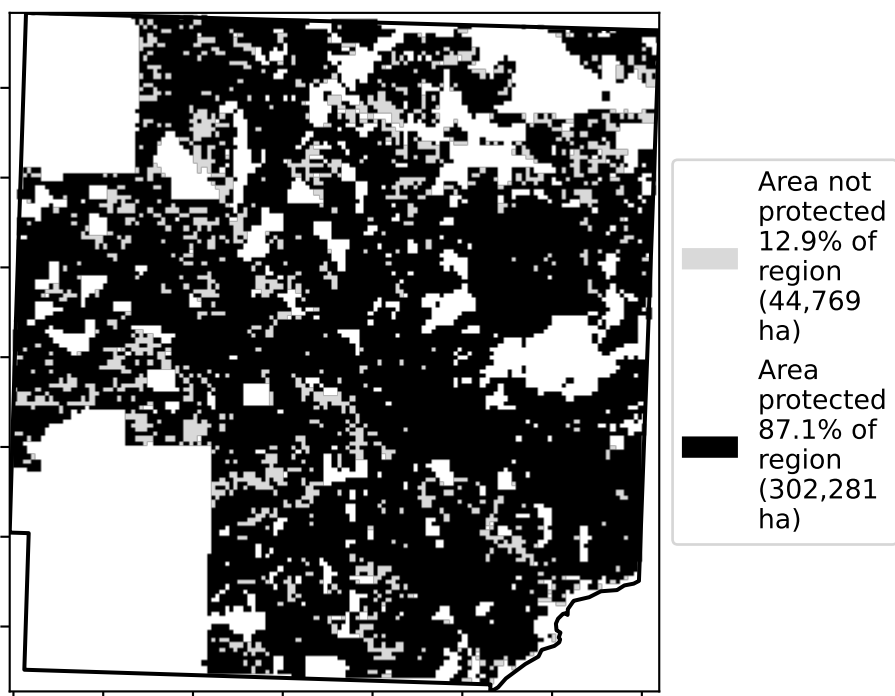 Area not
protected
12.9% of
region
(44,769
ha)
Area
protected
87.1% of
region
(302,281
ha)